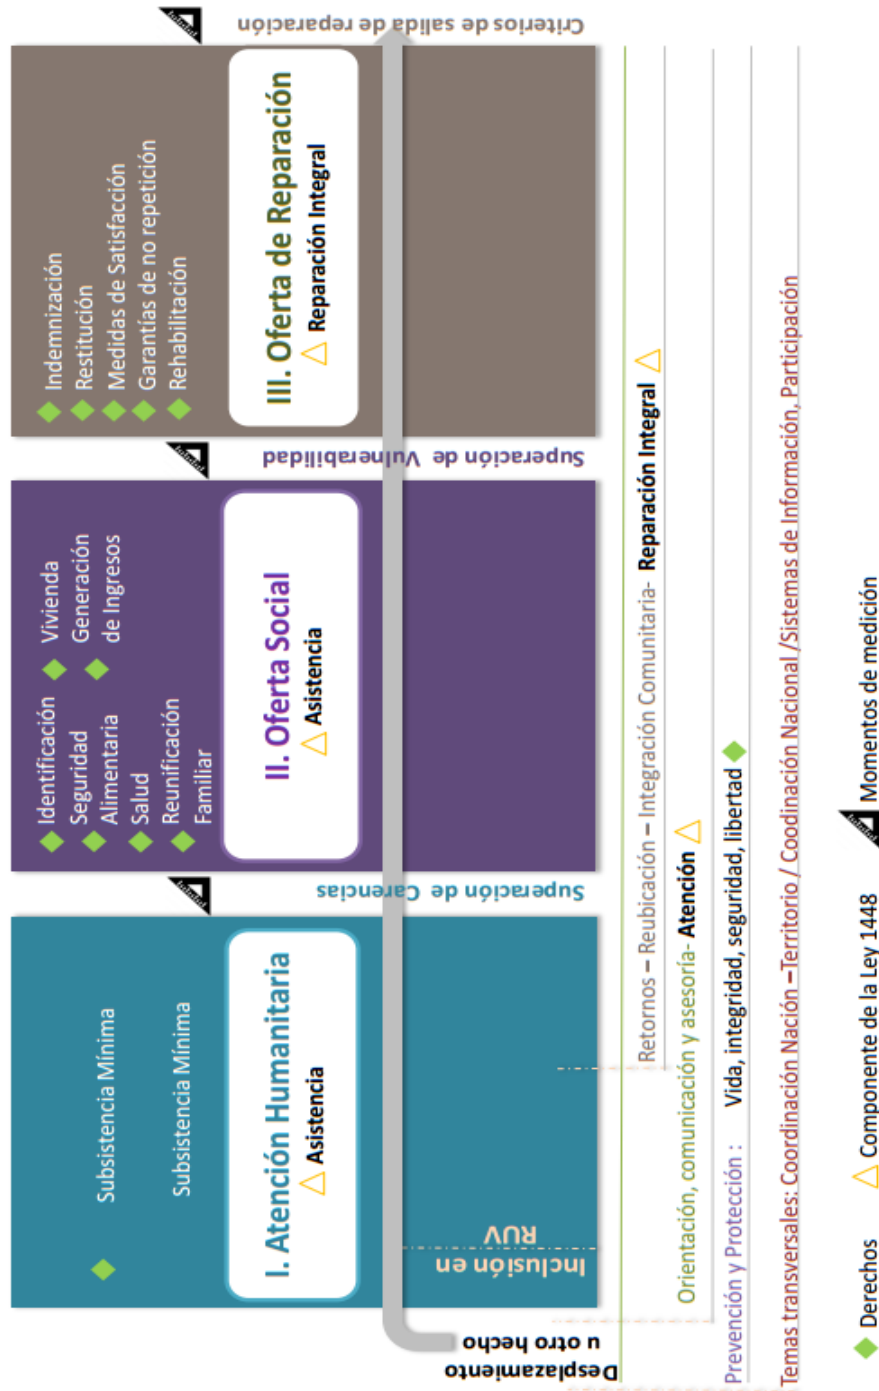 Subsistencia Mínima
Subsistencia Mínima
I. Atención Humanitaria
Asistencia
Inclusión en
RUV
Desplazamiento
u otro hecho
Superación de Carencias
Identificación
Seguridad
Alimentaria
Salud
Reunificación
Familiar
Vivienda
Generación
de Ingresos
II. Oferta Social
Asistencia
Superación de Vulnerabilidad
Indemnización
Restitución
Medidas de Satisfacción
Garantías de no repetición
Rehabilitación
III. Oferta de Reparación
Reparación Integral
Criterios de salida de reparación
Retornos – Reubicación – Integración Comunitaria- Reparación Integral
Orientación, comunicación y asesoría- Atención
Prevención y Protección : Vida, integridad, seguridad, libertad
Temas transversales: Coordinación Nación –Territorio / Coodinación Nacional /Sistemas de Información, Participación
Derechos
Componente de la Ley 1448
Momentos de medición